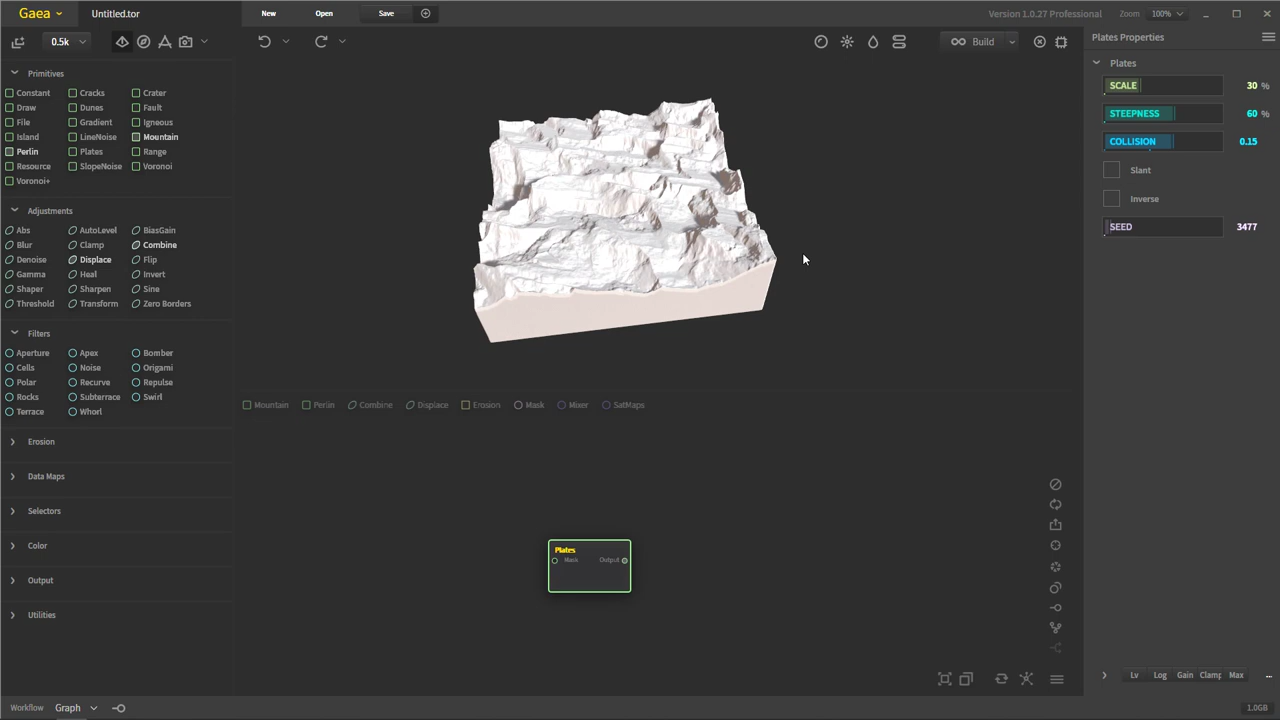 Gaea Untitled.tor New Open Save Version 1.0.27 Professional Zoom 100%
0.5k Build Plates Properties
Plates
SCALE 30 %
STEEPNESS 60 %
COLLISION 0.15
Slant
Inverse
SEED 3477
Primitives
Constant Cracks Crater
Draw Dunes Fault
File Gradient Igneous
Island LineNoise Mountain
Perlin Plates Range
Resource SlopeNoise Voronoi
Voronoi+
Adjustments
Abs AutoLevel BiasGain
Blur Clamp Combine
Denoise Displace Flip
Gamma Heal Invert
Shaper Sharpen Sine
Threshold Transform Zero Borders
Filters
Aperture Apex Bomber
Cells Noise Origami
Polar Recurve Repulse
Rocks Subterrace Swirl
Terrace Whorl
Erosion
Data Maps
Selectors
Color
Output
Utilities
Mountain Perlin Combine Displace Erosion Mask Mixer SatMaps
Plates
Mask Output
Lv Log Gain Clamp Max ...
Workflow Graph 1.0GB